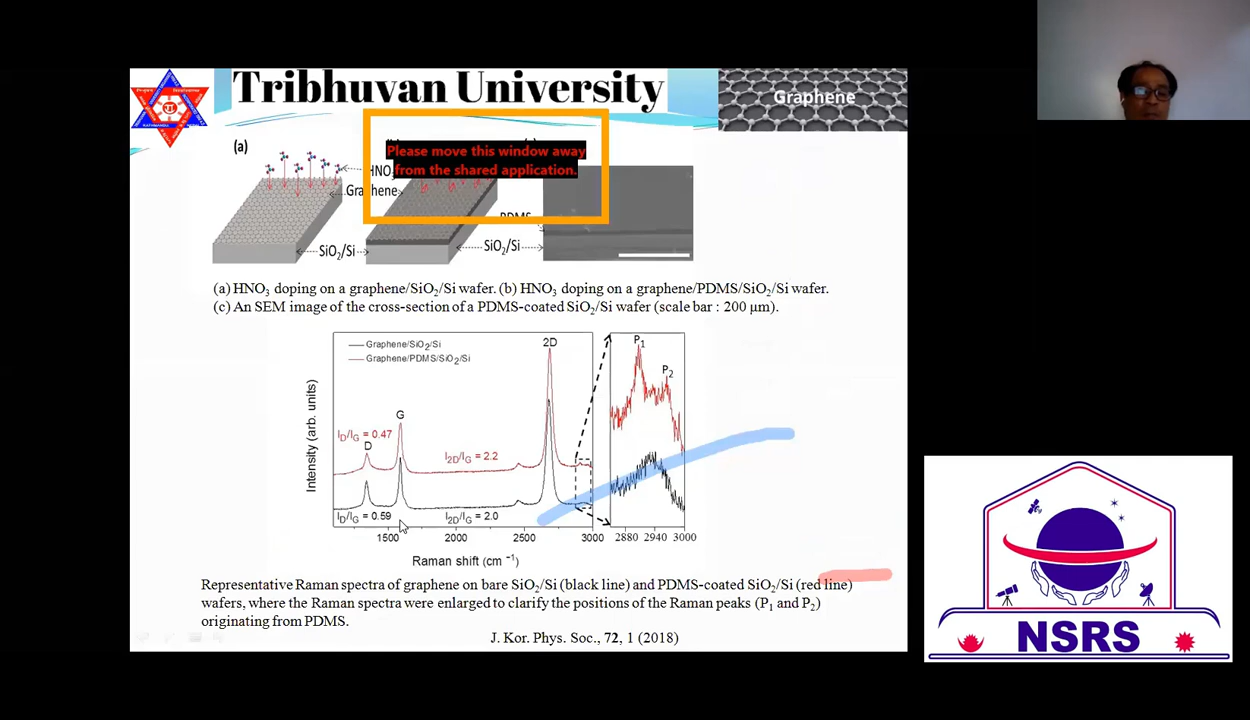 Tribhuvan University
Graphene
Please move this window away
from the shared application.
(a)
HNO3
Graphene
PDMS
SiO2/Si
SiO2/Si
(a) HNO3 doping on a graphene/SiO2/Si wafer. (b) HNO3 doping on a graphene/PDMS/SiO2/Si wafer.
(c) An SEM image of the cross-section of a PDMS-coated SiO2/Si wafer (scale bar : 200 μm).
Graphene/SiO2/Si
Graphene/PDMS/SiO2/Si
2D
P1
P2
G
ID/IG = 0.47
D
I2D/IG = 2.2
ID/IG = 0.59
I2D/IG = 2.0
Intensity (arb. units)
1500 2000 2500 3000 2880 2940 3000
Raman shift (cm -1)
Representative Raman spectra of graphene on bare SiO2/Si (black line) and PDMS-coated SiO2/Si (red line)
wafers, where the Raman spectra were enlarged to clarify the positions of the Raman peaks (P1 and P2)
originating from PDMS.
J. Kor. Phys. Soc., 72, 1 (2018)
NSRS